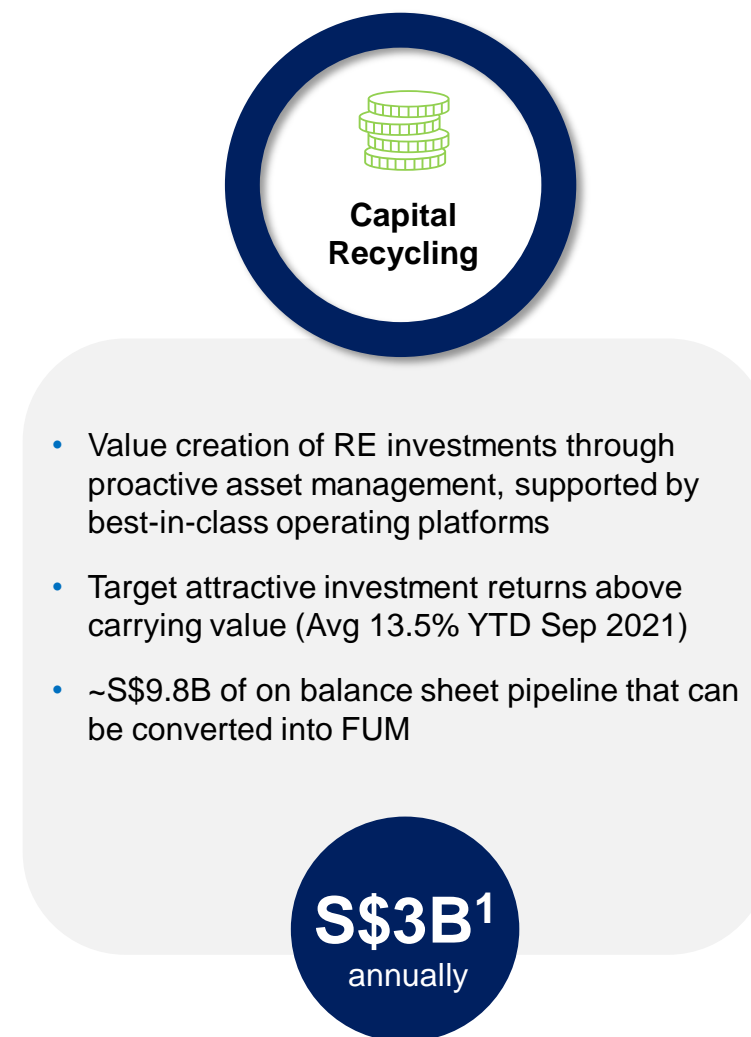 Capital
Recycling
• Value creation of RE investments through
proactive asset management, supported by
best-in-class operating platforms
• Target attractive investment returns above
carrying value (Avg 13.5% YTD Sep 2021)
• ~S$9.8B of on balance sheet pipeline that can
be converted into FUM
S$3B¹
annually